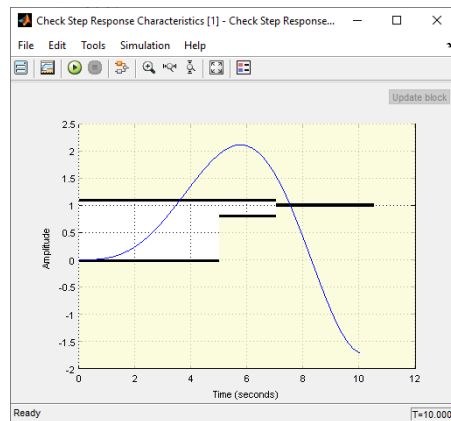 Check Step Response Characteristics [1] - Check Step Response...
File Edit Tools Simulation Help
Update block
2.5
2
1.5
1
0.5
0
-0.5
-1
-1.5
-2
Amplitude
0 2 4 6 8 10 12
Time (seconds)
Ready T=10.000